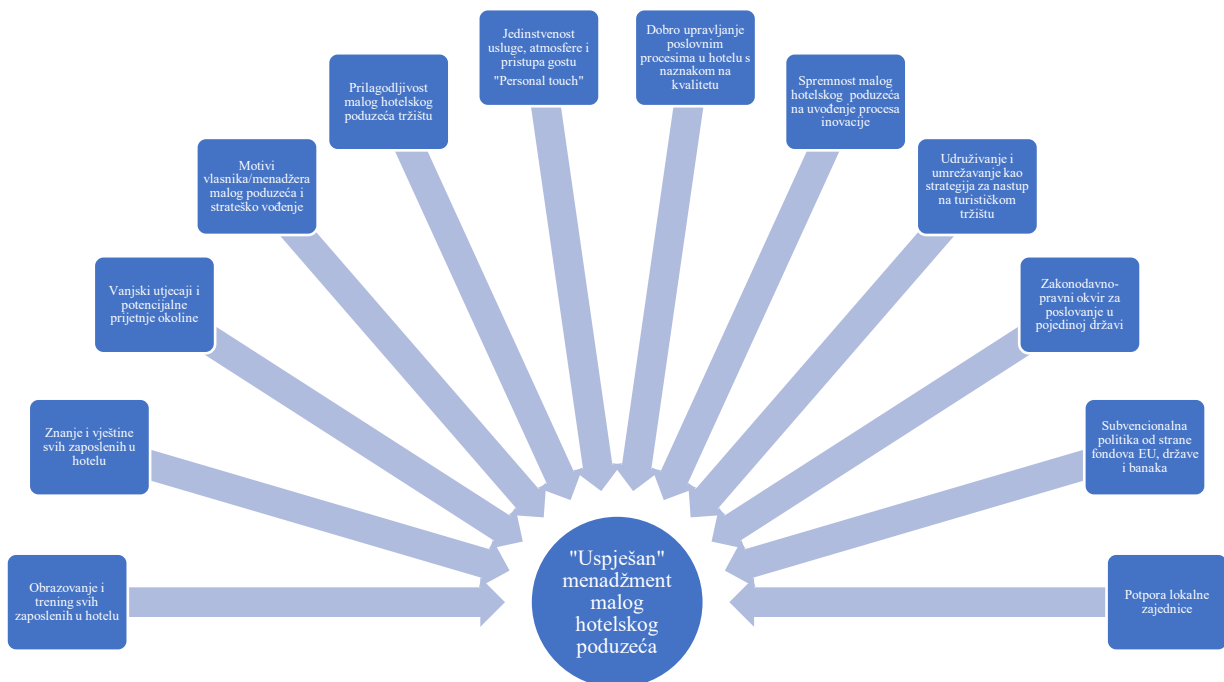 Obrazovanje i
trening svih
zaposlenih u hotelu
Znanje i vještine
svih zaposlenih u
hotelu
Vanjski utjecaji i
potencijalne
prijetnje okoline
Motivi
vlasnika/menadžera
malog poduzeća i
strateško vođenje
Prilagodljivost
malog hotelskog
poduzeća tržištu
Jedinstvenost
usluge, atmosfere i
pristupa gostu
"Personal touch"
Dobro upravljanje
poslovnim
procesima u hotelu s
naznakom na
kvalitetu
Spremnost malog
hotelskog poduzeća
na uvođenje procesa
inovacije
Udruživanje i
umrežavanje kao
strategija za nastup
na turističkom
tržištu
Zakonodavno-
pravni okvir za
poslovanje u
pojedinoj državi
Subvencionalna
politika od strane
fondova EU, države
i banaka
Potpora lokalne
zajednice
"Uspješan"
menadžment
malog
hotelskog
poduzeća